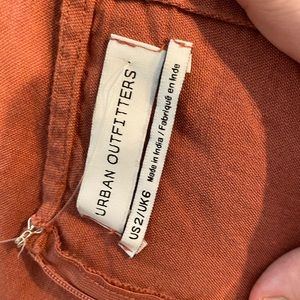 URBAN OUTFITTERS
US2/UK6
Made in India / Fabriqué en Inde